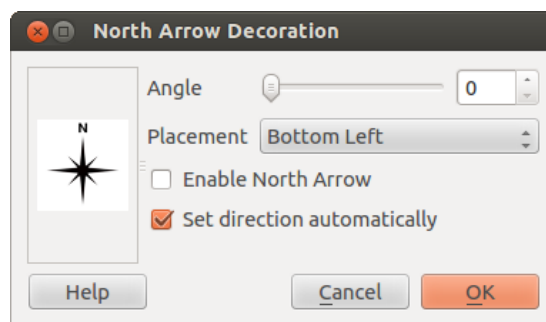 North Arrow Decoration
Angle 0
N
Placement Bottom Left
Enable North Arrow
Set direction automatically
Help Cancel OK